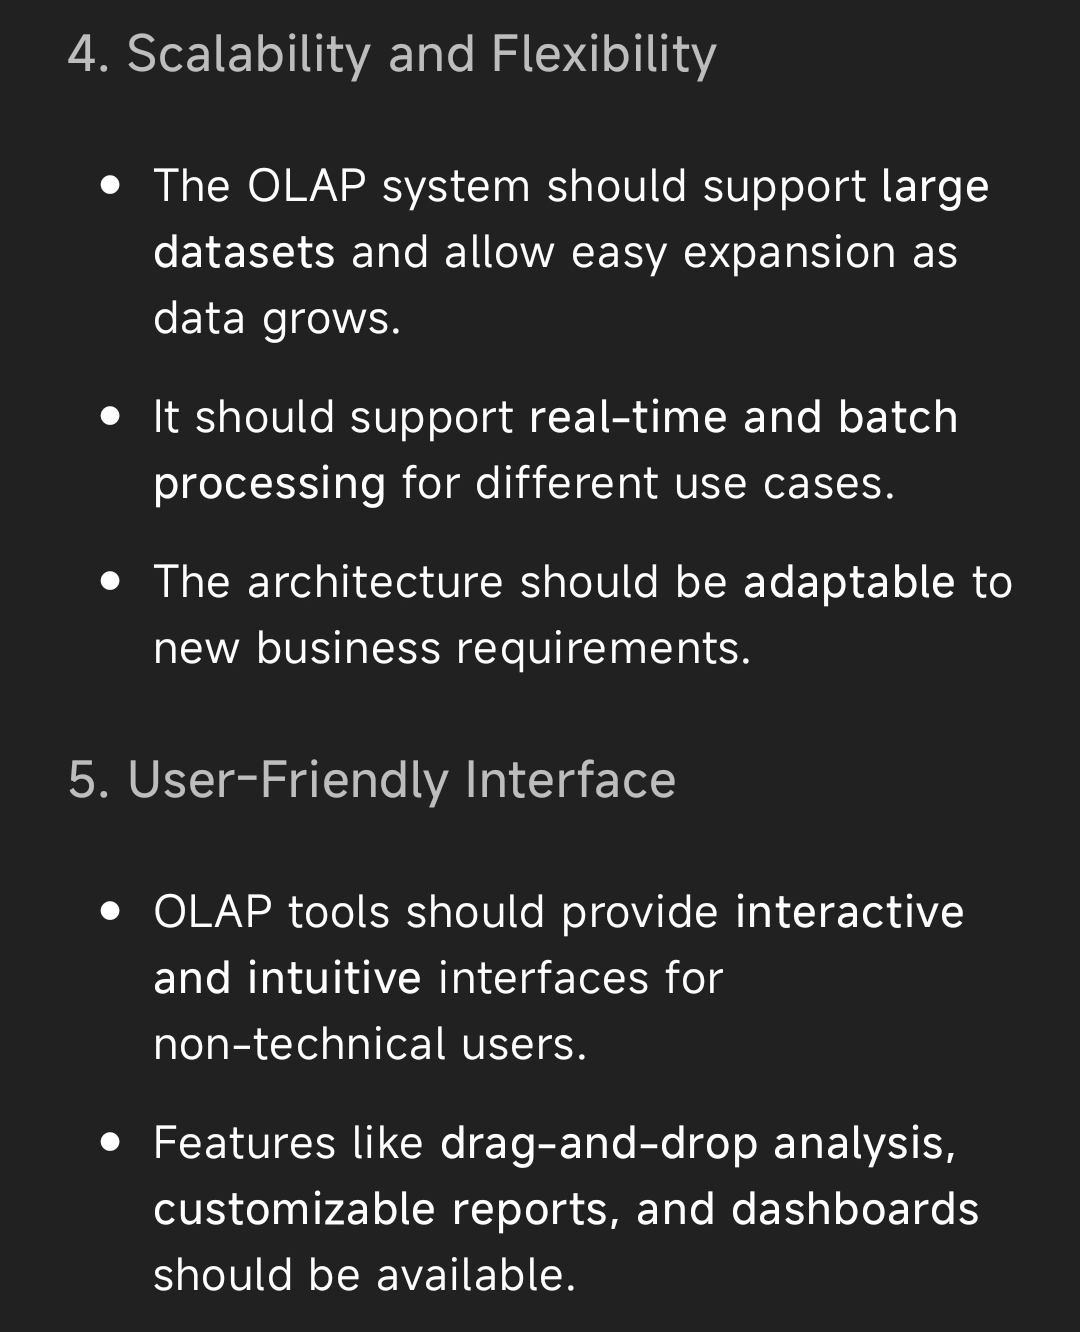 4. Scalability and Flexibility
• The OLAP system should support large
datasets and allow easy expansion as
data grows.
• It should support real-time and batch
processing for different use cases.
• The architecture should be adaptable to
new business requirements.
5. User-Friendly Interface
• OLAP tools should provide interactive
and intuitive interfaces for
non-technical users.
• Features like drag-and-drop analysis,
customizable reports, and dashboards
should be available.